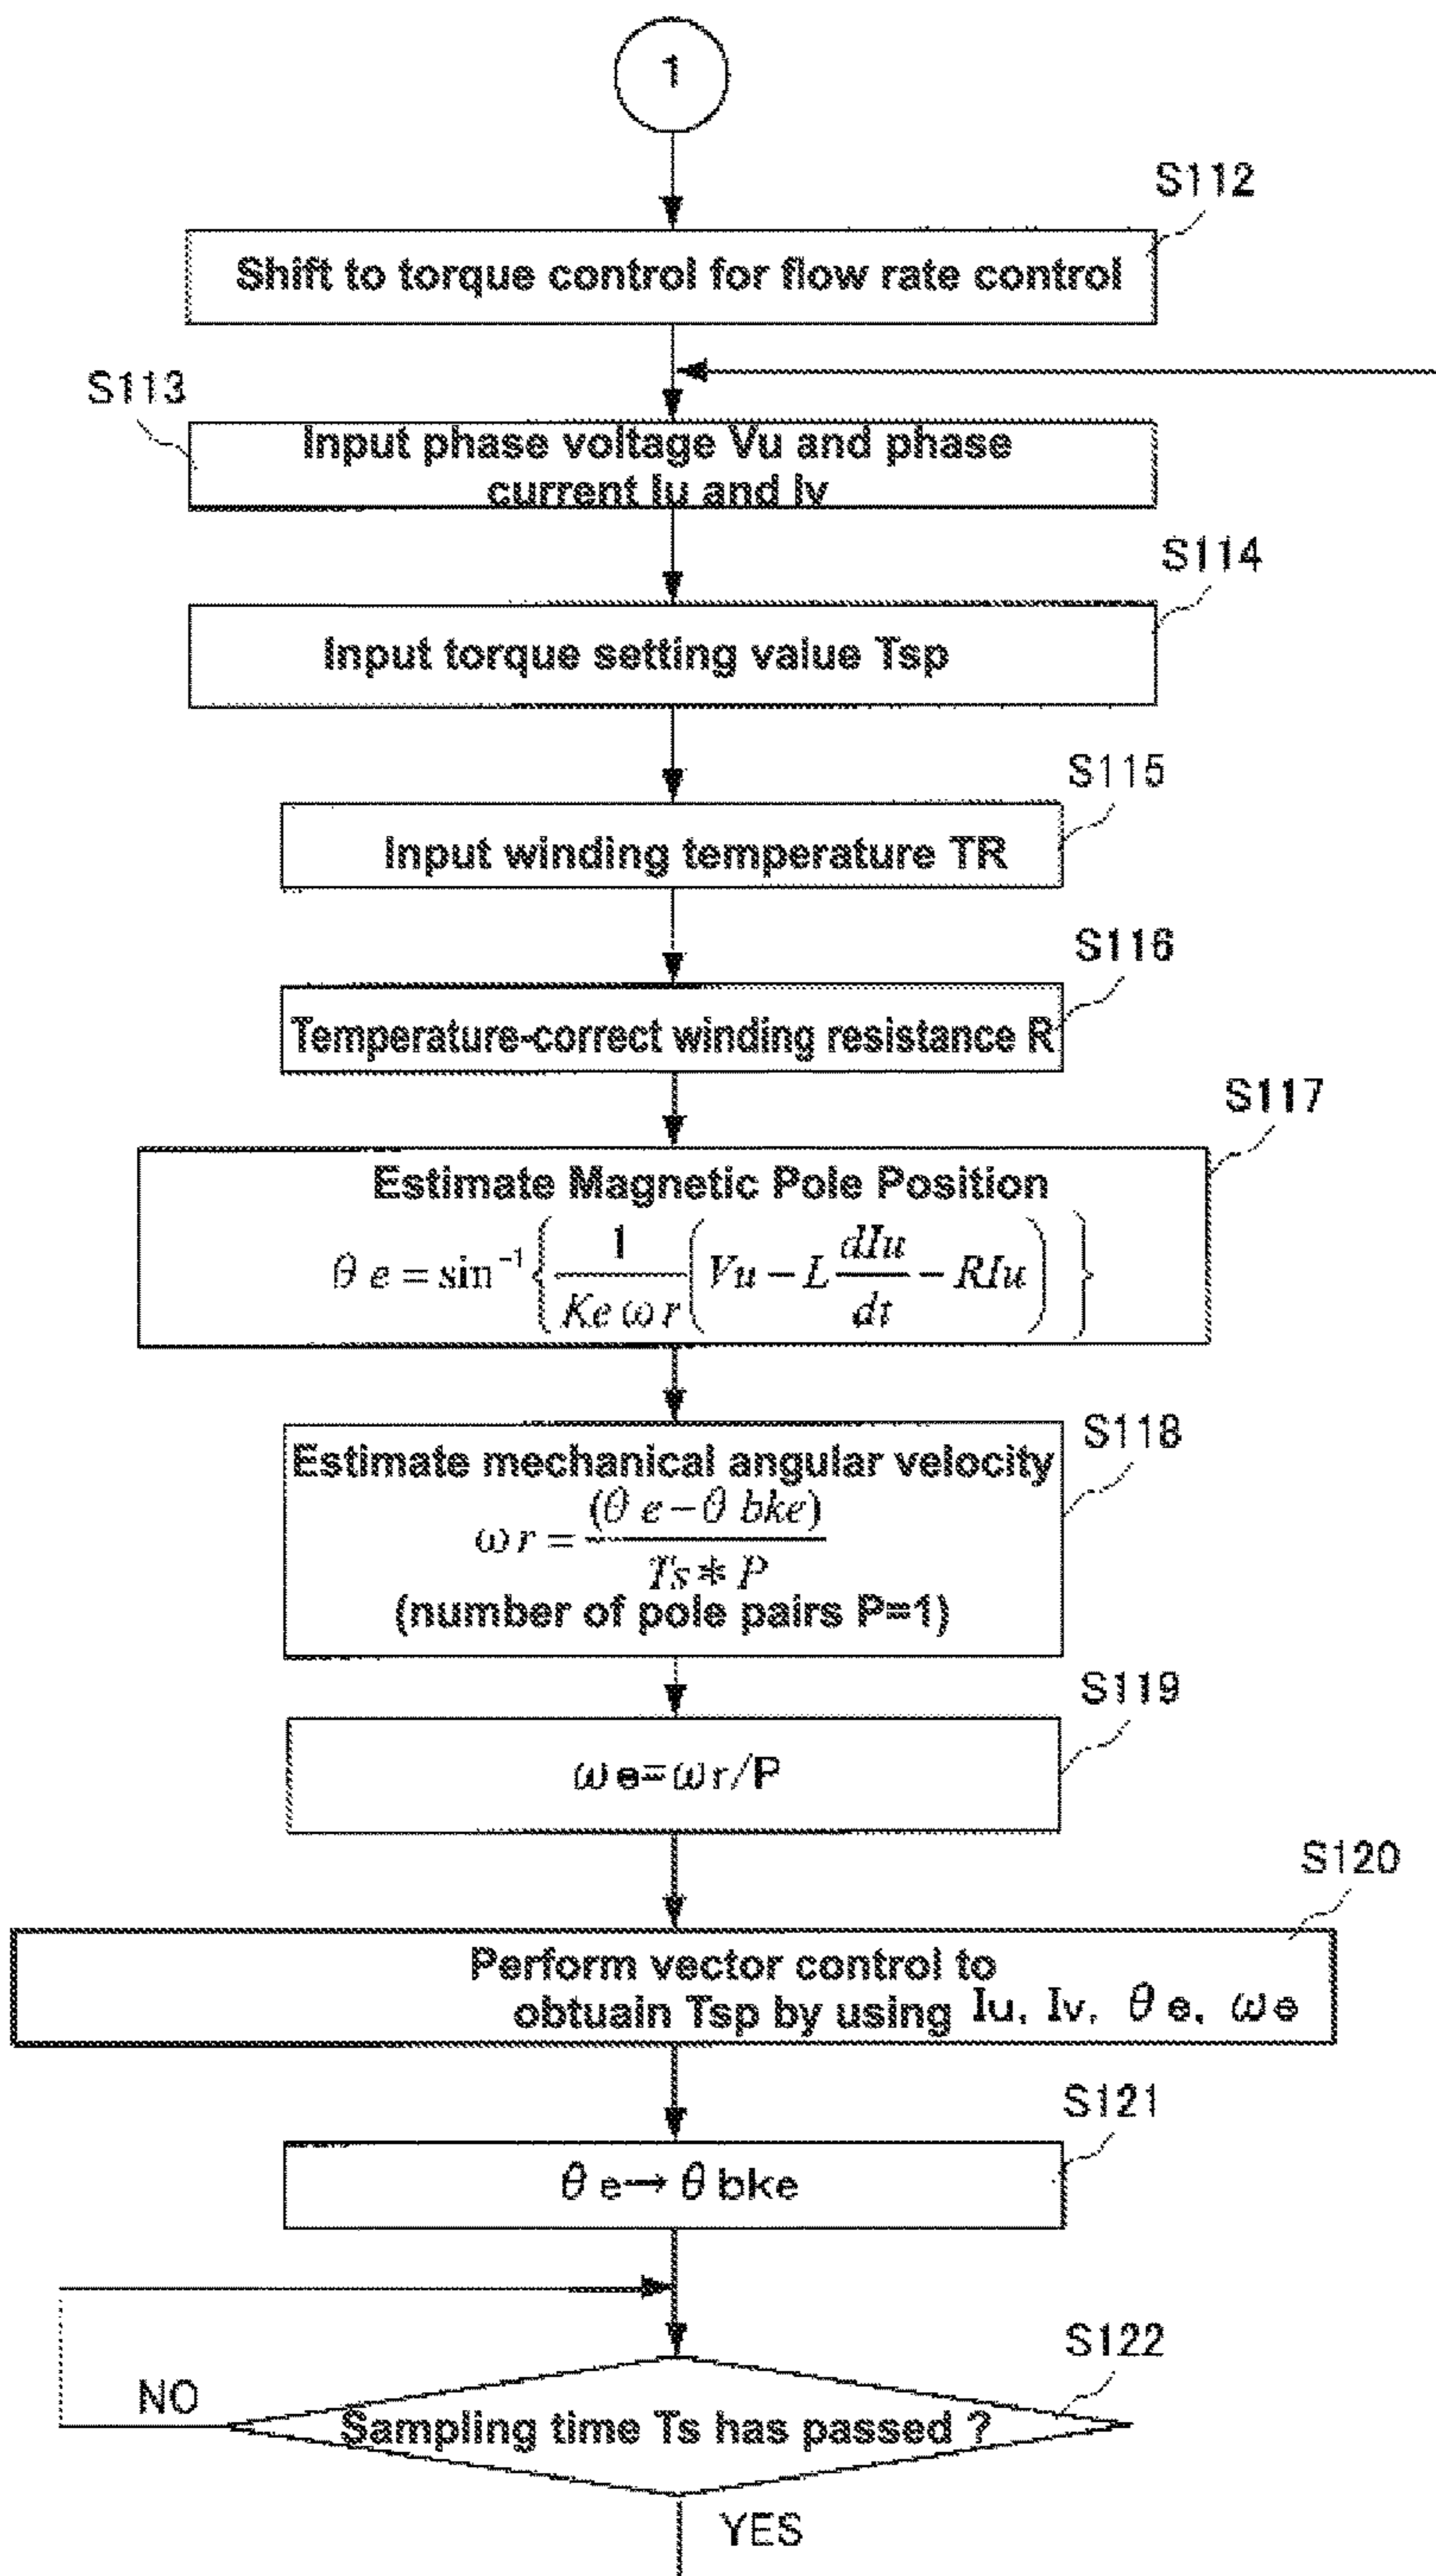 1
S112
Shift to torque control for flow rate control
S113
Input phase voltage Vu and phase
current Iu and Iv
S114
Input torque setting value Tsp
S115
Input winding temperature TR
S116
Temperature-correct winding resistance R
S117
Estimate Magnetic Pole Position
θe = sin⁻¹{1/(Ke ωr)(Vu − L dIu/dt − RIu)}
S118
Estimate mechanical angular velocity
ωr = (θe − θbke)/(Ts * P)
(number of pole pairs P=1)
S119
ωe=ωr/P
S120
Perform vector control to
obtuain Tsp by using Iu, Iv, θe, ωe
S121
θe→θbke
S122
NO
Sampling time Ts has passed ?
YES